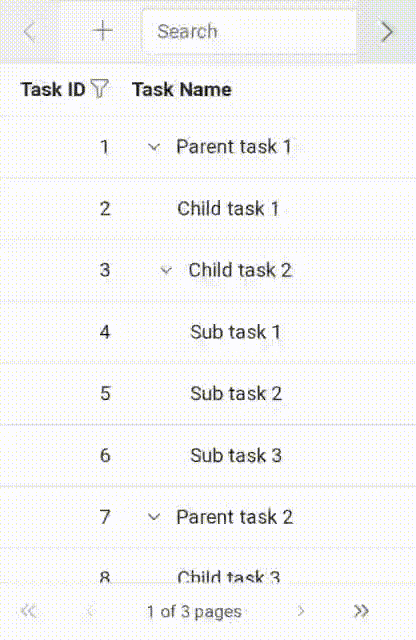 Search
Task ID Task Name
1 Parent task 1
2 Child task 1
3 Child task 2
4 Sub task 1
5 Sub task 2
6 Sub task 3
7 Parent task 2
8 Child task 3
1 of 3 pages